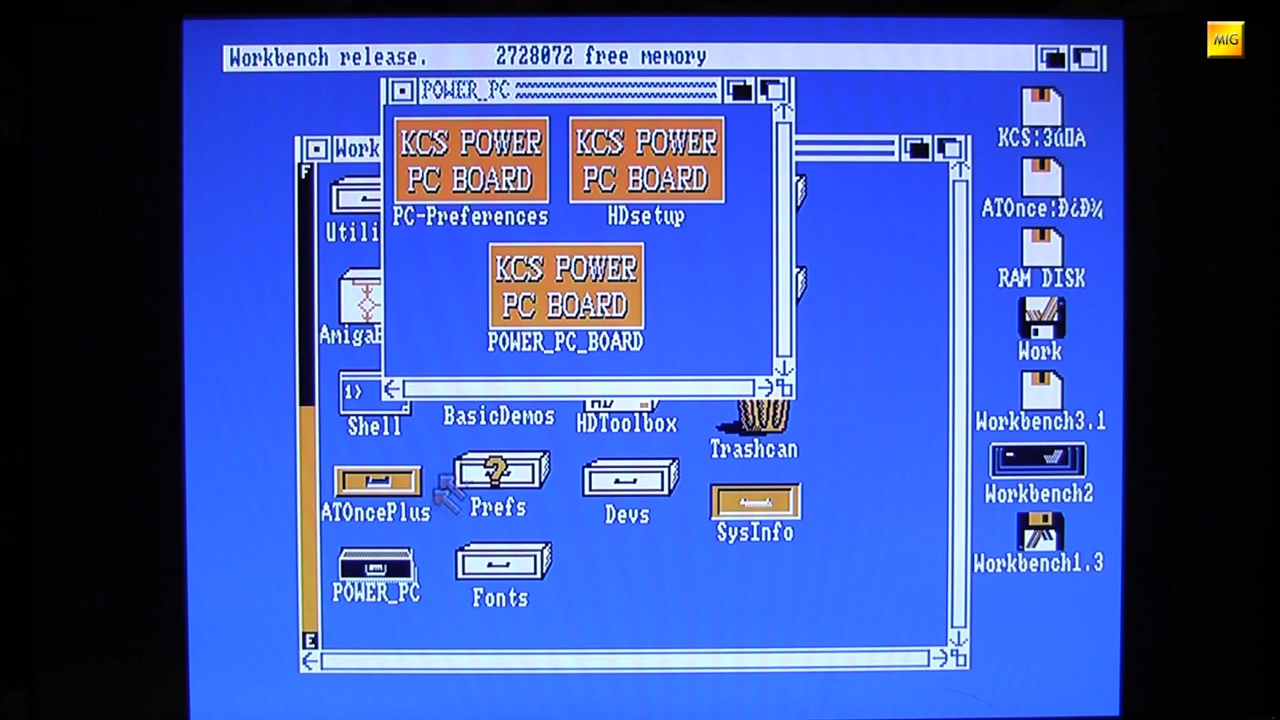 MIG
Workbench release. 2728072 free memory
POWER_PC
KCS POWER
PC BOARD
PC-Preferences
KCS POWER
PC BOARD
HDsetup
KCS POWER
PC BOARD
POWER_PC_BOARD
Work
F
Utili
1>
Shell
BasicDemos
HDToolbox
Trashcan
ATOncePlus
?
Prefs
Devs
SysInfo
POWER_PC
Fonts
E
RAM DISK
Work
Workbench3.1
Workbench2
Workbench1.3